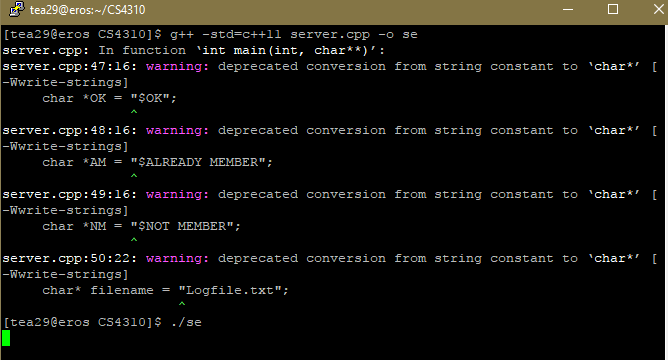 tea29@eros:~/CS4310
[tea29@eros CS4310]$ g++ -std=c++11 server.cpp -o se
server.cpp: In function ‘int main(int, char**)’:
server.cpp:47:16: warning: deprecated conversion from string constant to ‘char*’ [
-Wwrite-strings]
    char *OK = "$OK";
               ^
server.cpp:48:16: warning: deprecated conversion from string constant to ‘char*’ [
-Wwrite-strings]
    char *AM = "$ALREADY MEMBER";
               ^
server.cpp:49:16: warning: deprecated conversion from string constant to ‘char*’ [
-Wwrite-strings]
    char *NM = "$NOT MEMBER";
               ^
server.cpp:50:22: warning: deprecated conversion from string constant to ‘char*’ [
-Wwrite-strings]
    char* filename = "Logfile.txt";
                     ^
[tea29@eros CS4310]$ ./se